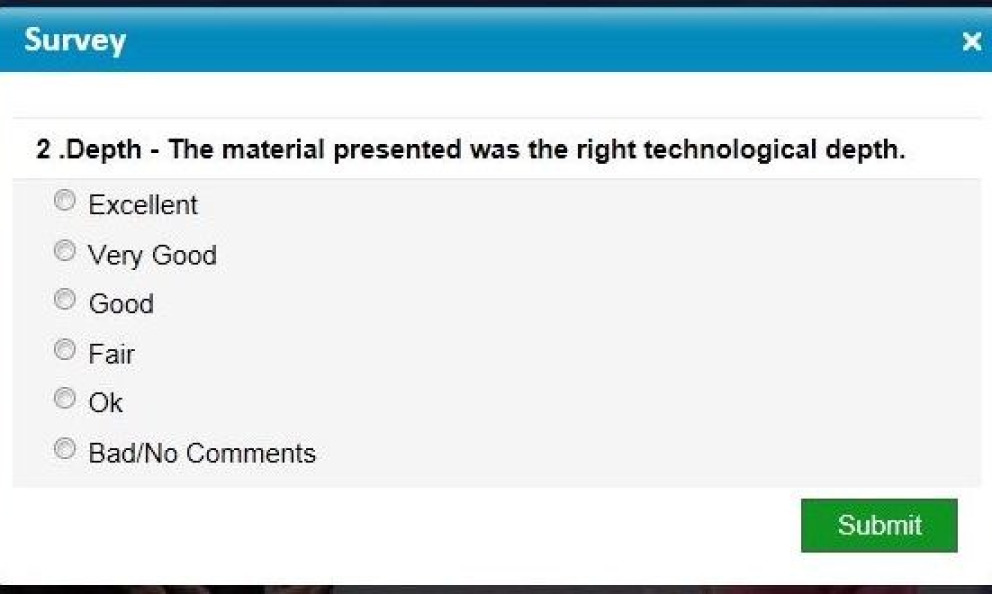 Survey
2 .Depth - The material presented was the right technological depth.
Excellent
Very Good
Good
Fair
Ok
Bad/No Comments
Submit